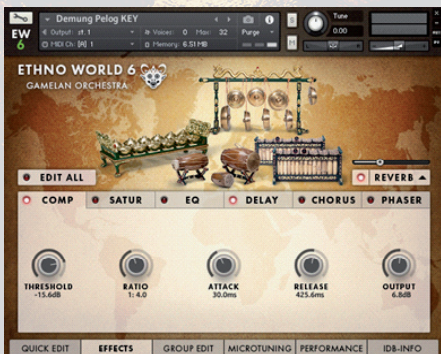 Demung Pelog KEY
Output: st. 1 Voices: 0 Max: 32 Purge
MIDI Ch: [A] 1 Memory: 6.51 MB
S
M
Tune
0.00
EW
6
ETHNO WORLD 6
GAMELAN ORCHESTRA
EDIT ALL REVERB
COMP SATUR EQ DELAY CHORUS PHASER
THRESHOLD RATIO ATTACK RELEASE OUTPUT
-15.6dB 1: 4.0 30.0ms 425.6ms 6.8dB
QUICK EDIT EFFECTS GROUP EDIT MICROTUNING PERFORMANCE IDB-INFO